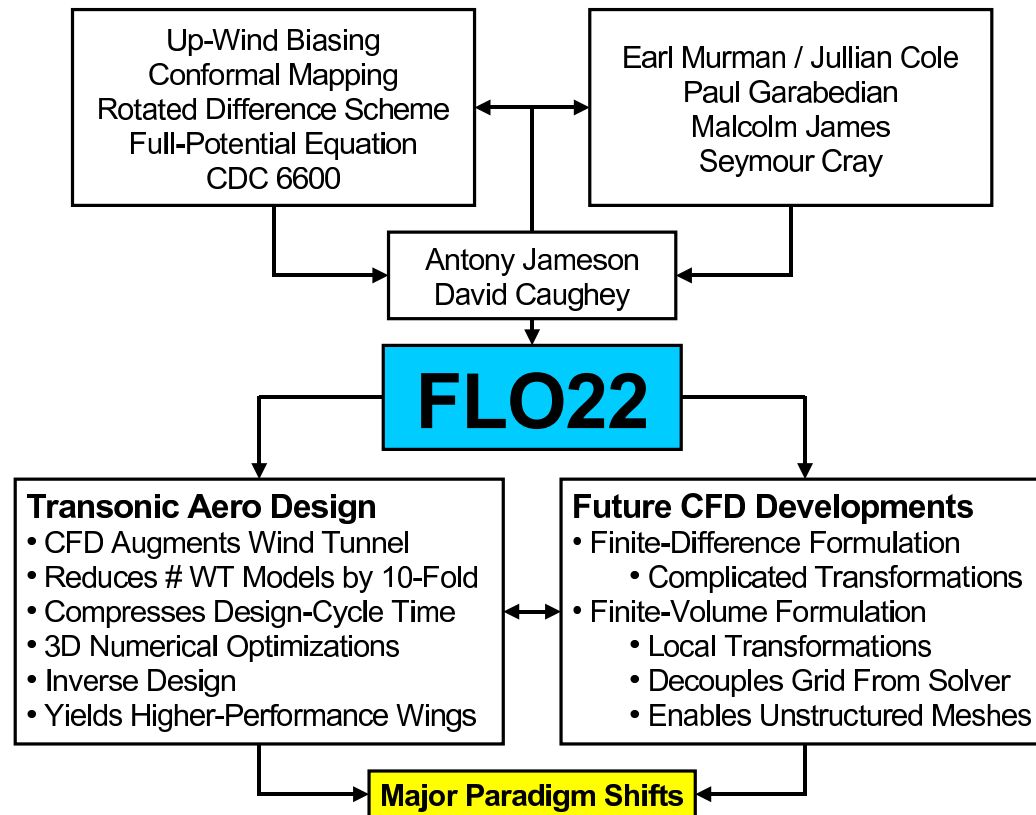 Up-Wind Biasing
Conformal Mapping
Rotated Difference Scheme
Full-Potential Equation
CDC 6600
Earl Murman / Jullian Cole
Paul Garabedian
Malcolm James
Seymour Cray
Antony Jameson
David Caughey
FLO22
Transonic Aero Design
• CFD Augments Wind Tunnel
• Reduces # WT Models by 10-Fold
• Compresses Design-Cycle Time
• 3D Numerical Optimizations
• Inverse Design
• Yields Higher-Performance Wings
Future CFD Developments
• Finite-Difference Formulation
• Complicated Transformations
• Finite-Volume Formulation
• Local Transformations
• Decouples Grid From Solver
• Enables Unstructured Meshes
Major Paradigm Shifts